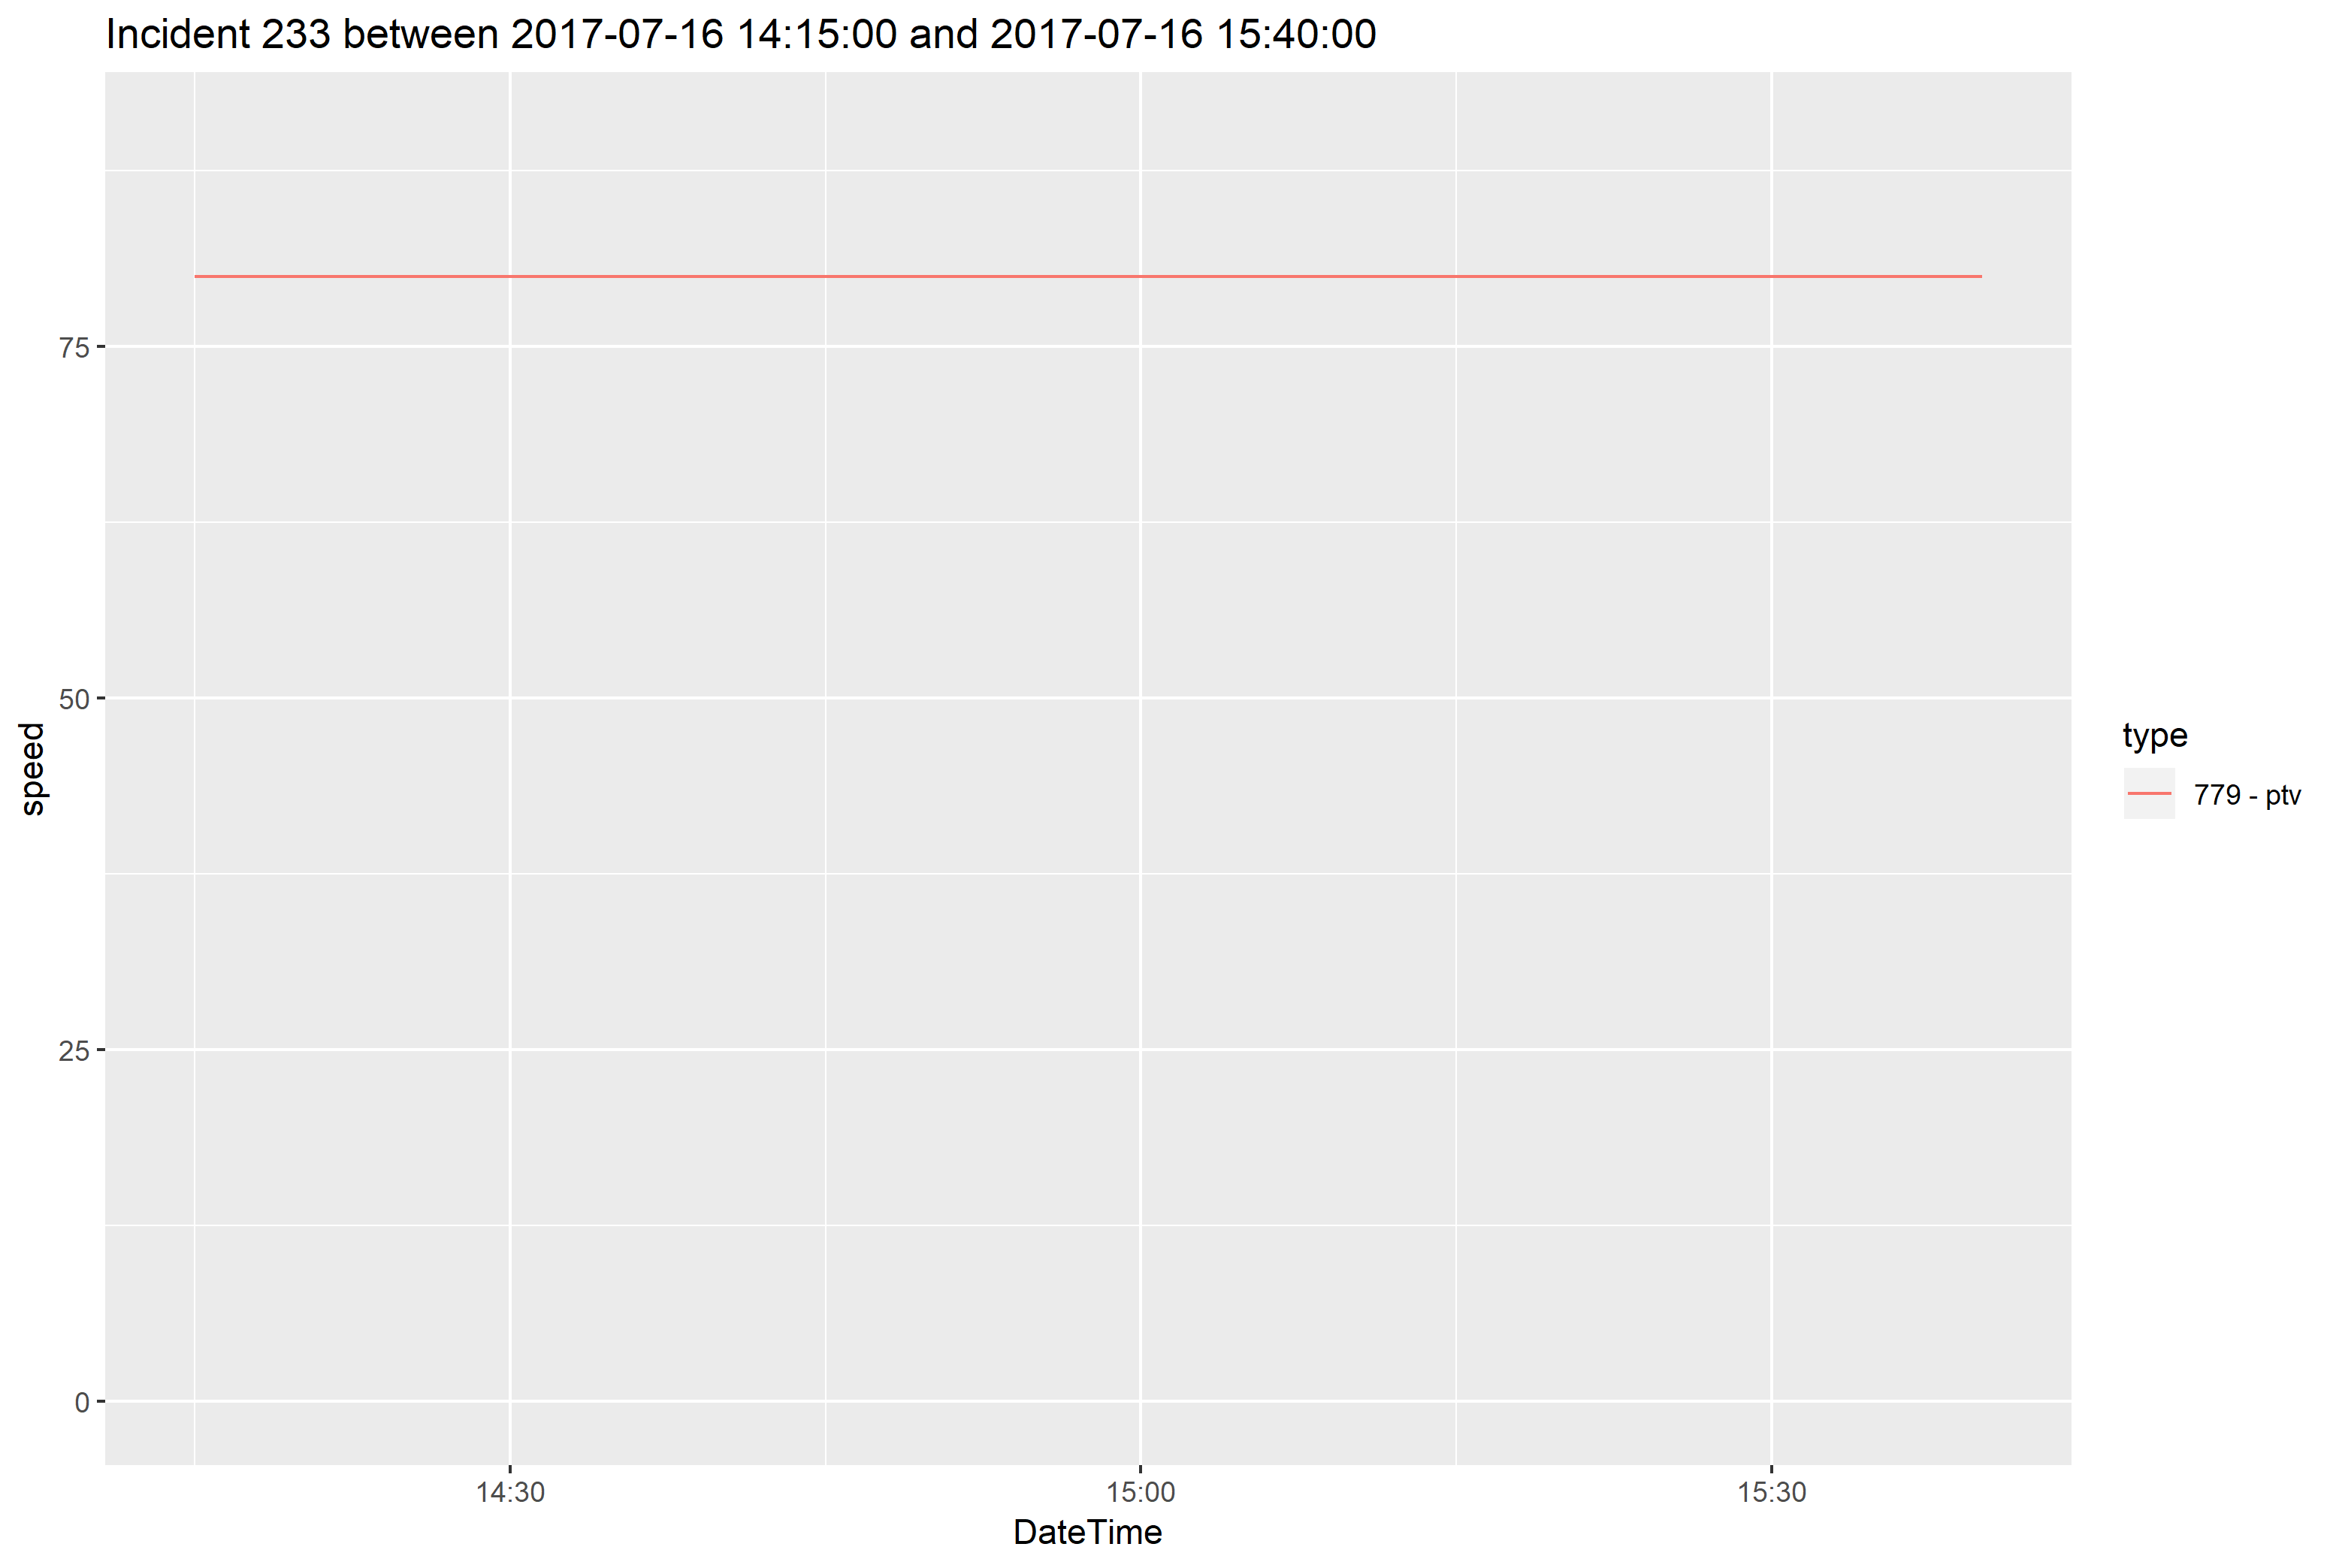 Incident 233 between 2017-07-16 14:15:00 and 2017-07-16 15:40:00
75
50
25
0
speed
14:30
15:00
15:30
DateTime
type
779 - ptv